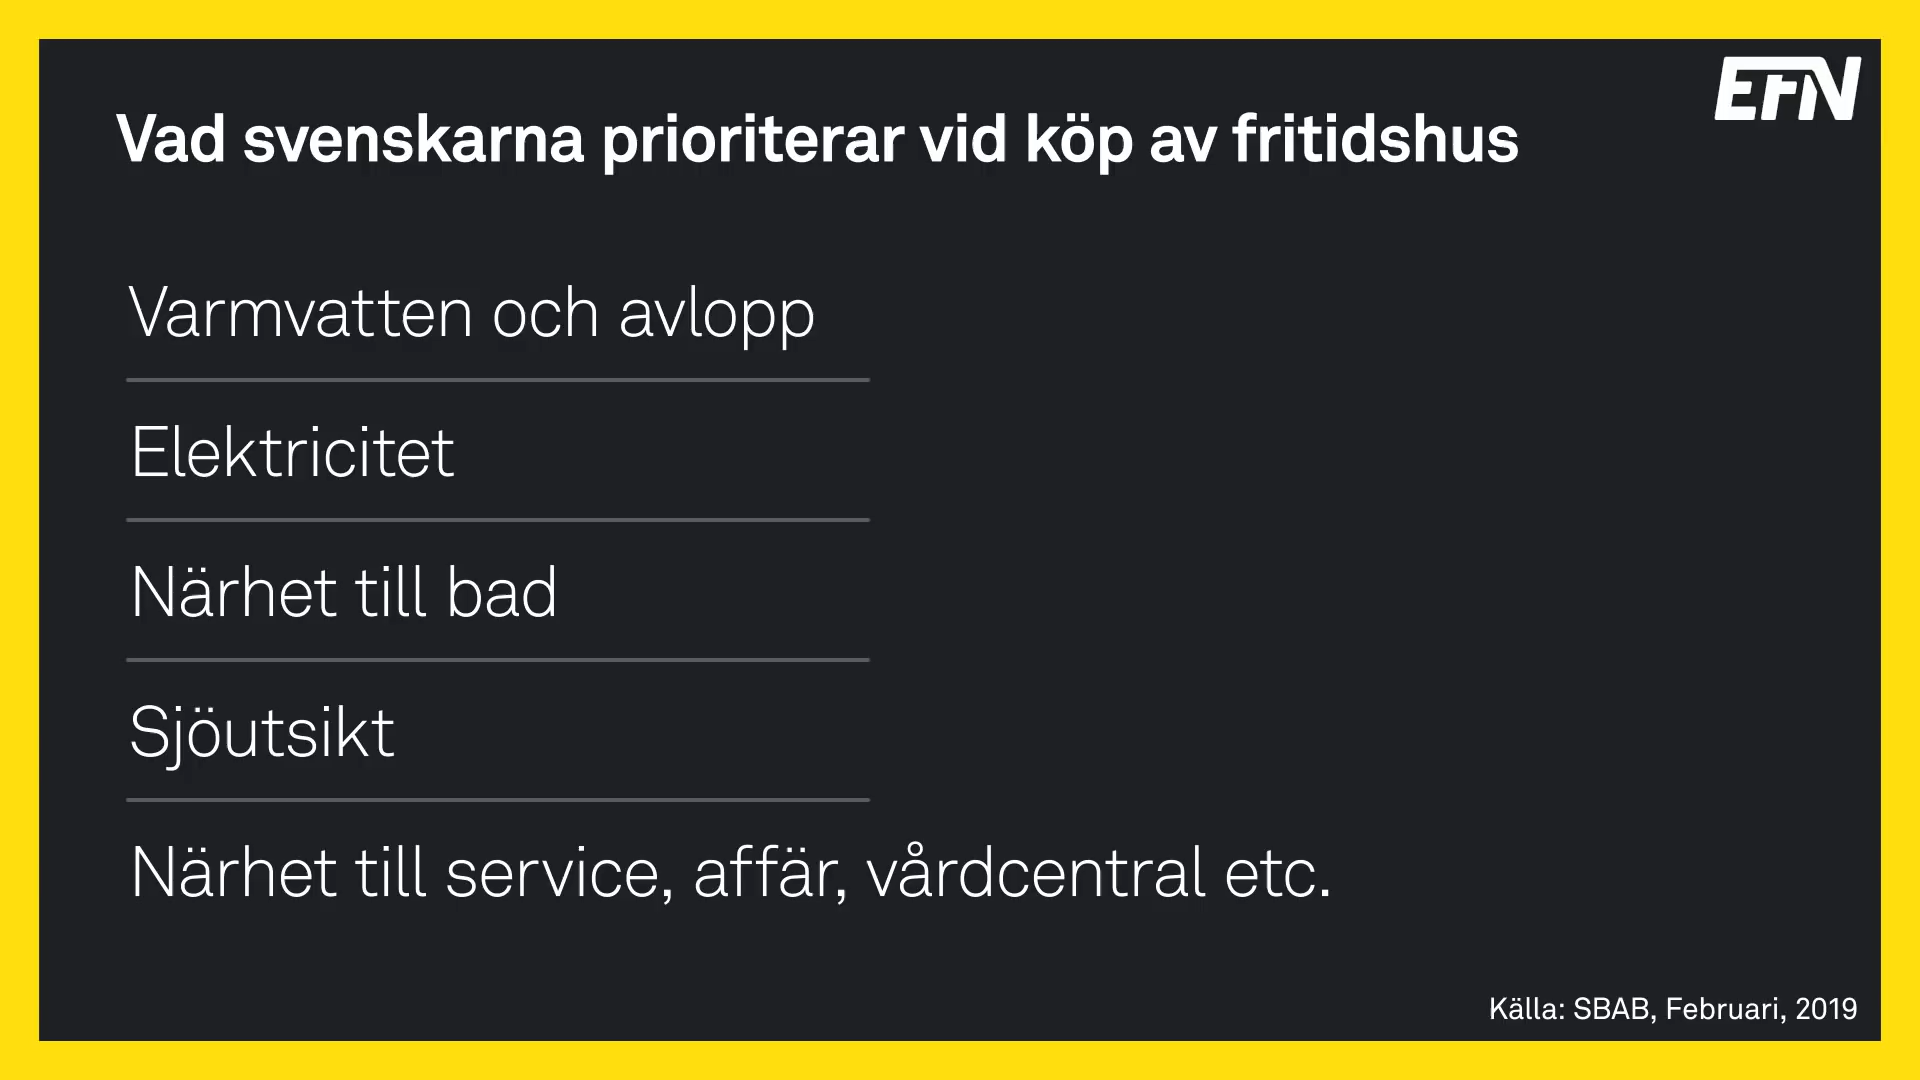 EFN
Vad svenskarna prioriterar vid köp av fritidshus
Varmvatten och avlopp
Elektricitet
Närhet till bad
Sjöutsikt
Närhet till service, affär, vårdcentral etc.
Källa: SBAB, Februari, 2019